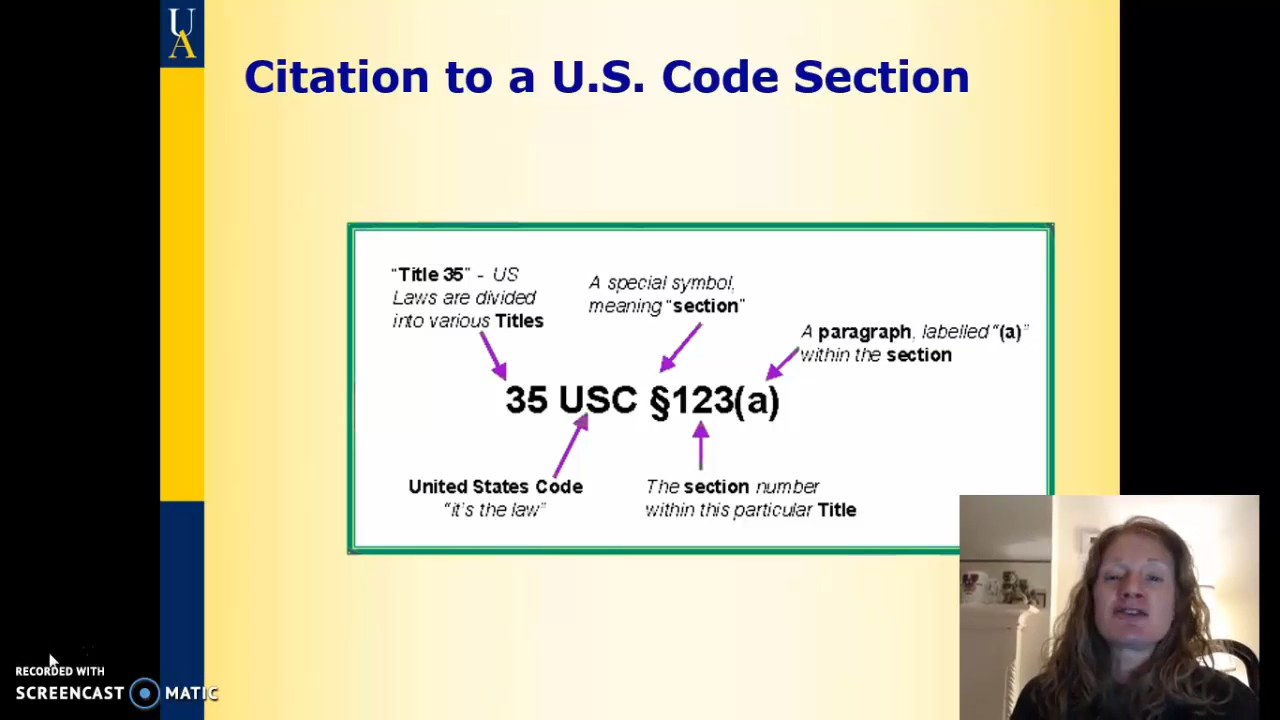 UA
Citation to a U.S. Code Section
"Title 35" - US
Laws are divided
into various Titles
A special symbol,
meaning "section"
A paragraph, labelled "(a)"
within the section
35 USC §123(a)
United States Code
"it's the law"
The section number
within this particular Title
RECORDED WITH
SCREENCAST MATIC